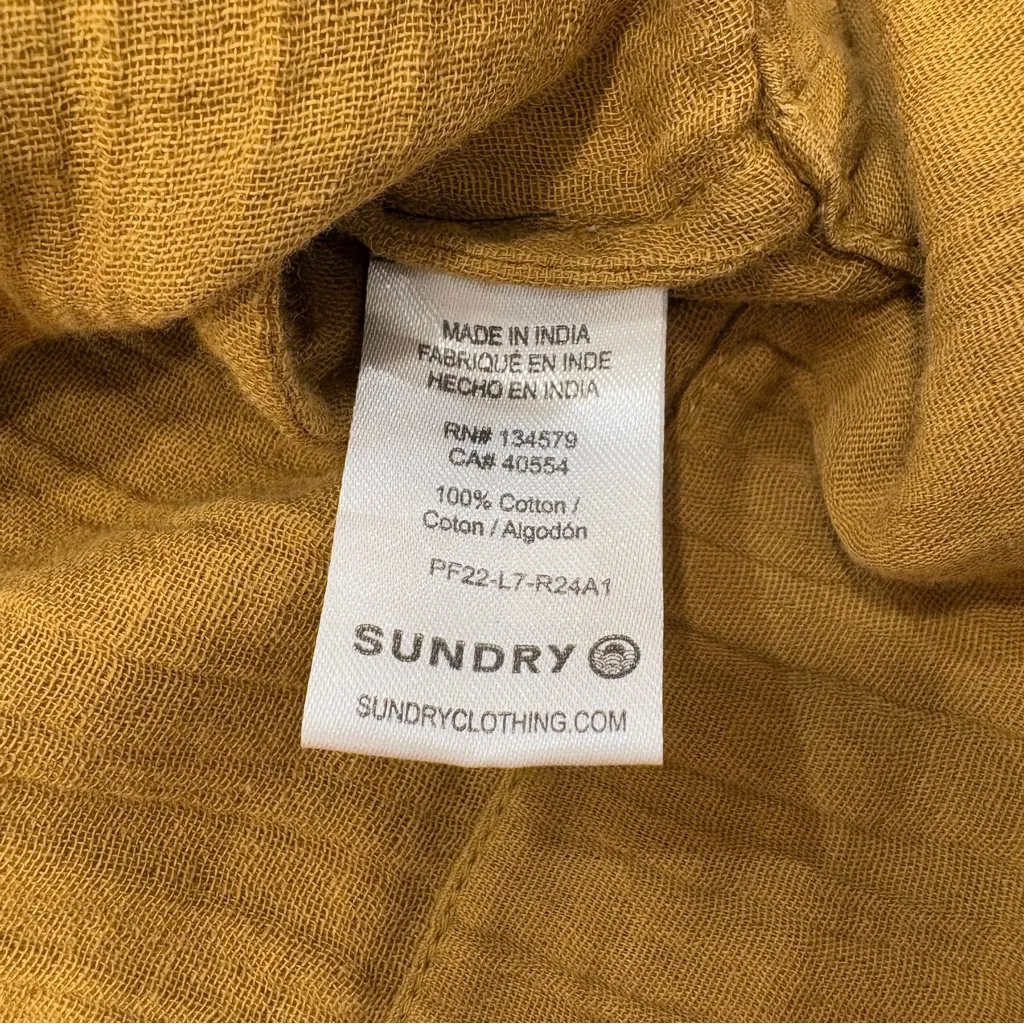 MADE IN INDIA
FABRIQUÉ EN INDE
HECHO EN INDIA
RN# 134579
CA# 40554
100% Cotton /
Coton / Algodón
PF22-L7-R24A1
SUNDRY
SUNDRYCLOTHING.COM